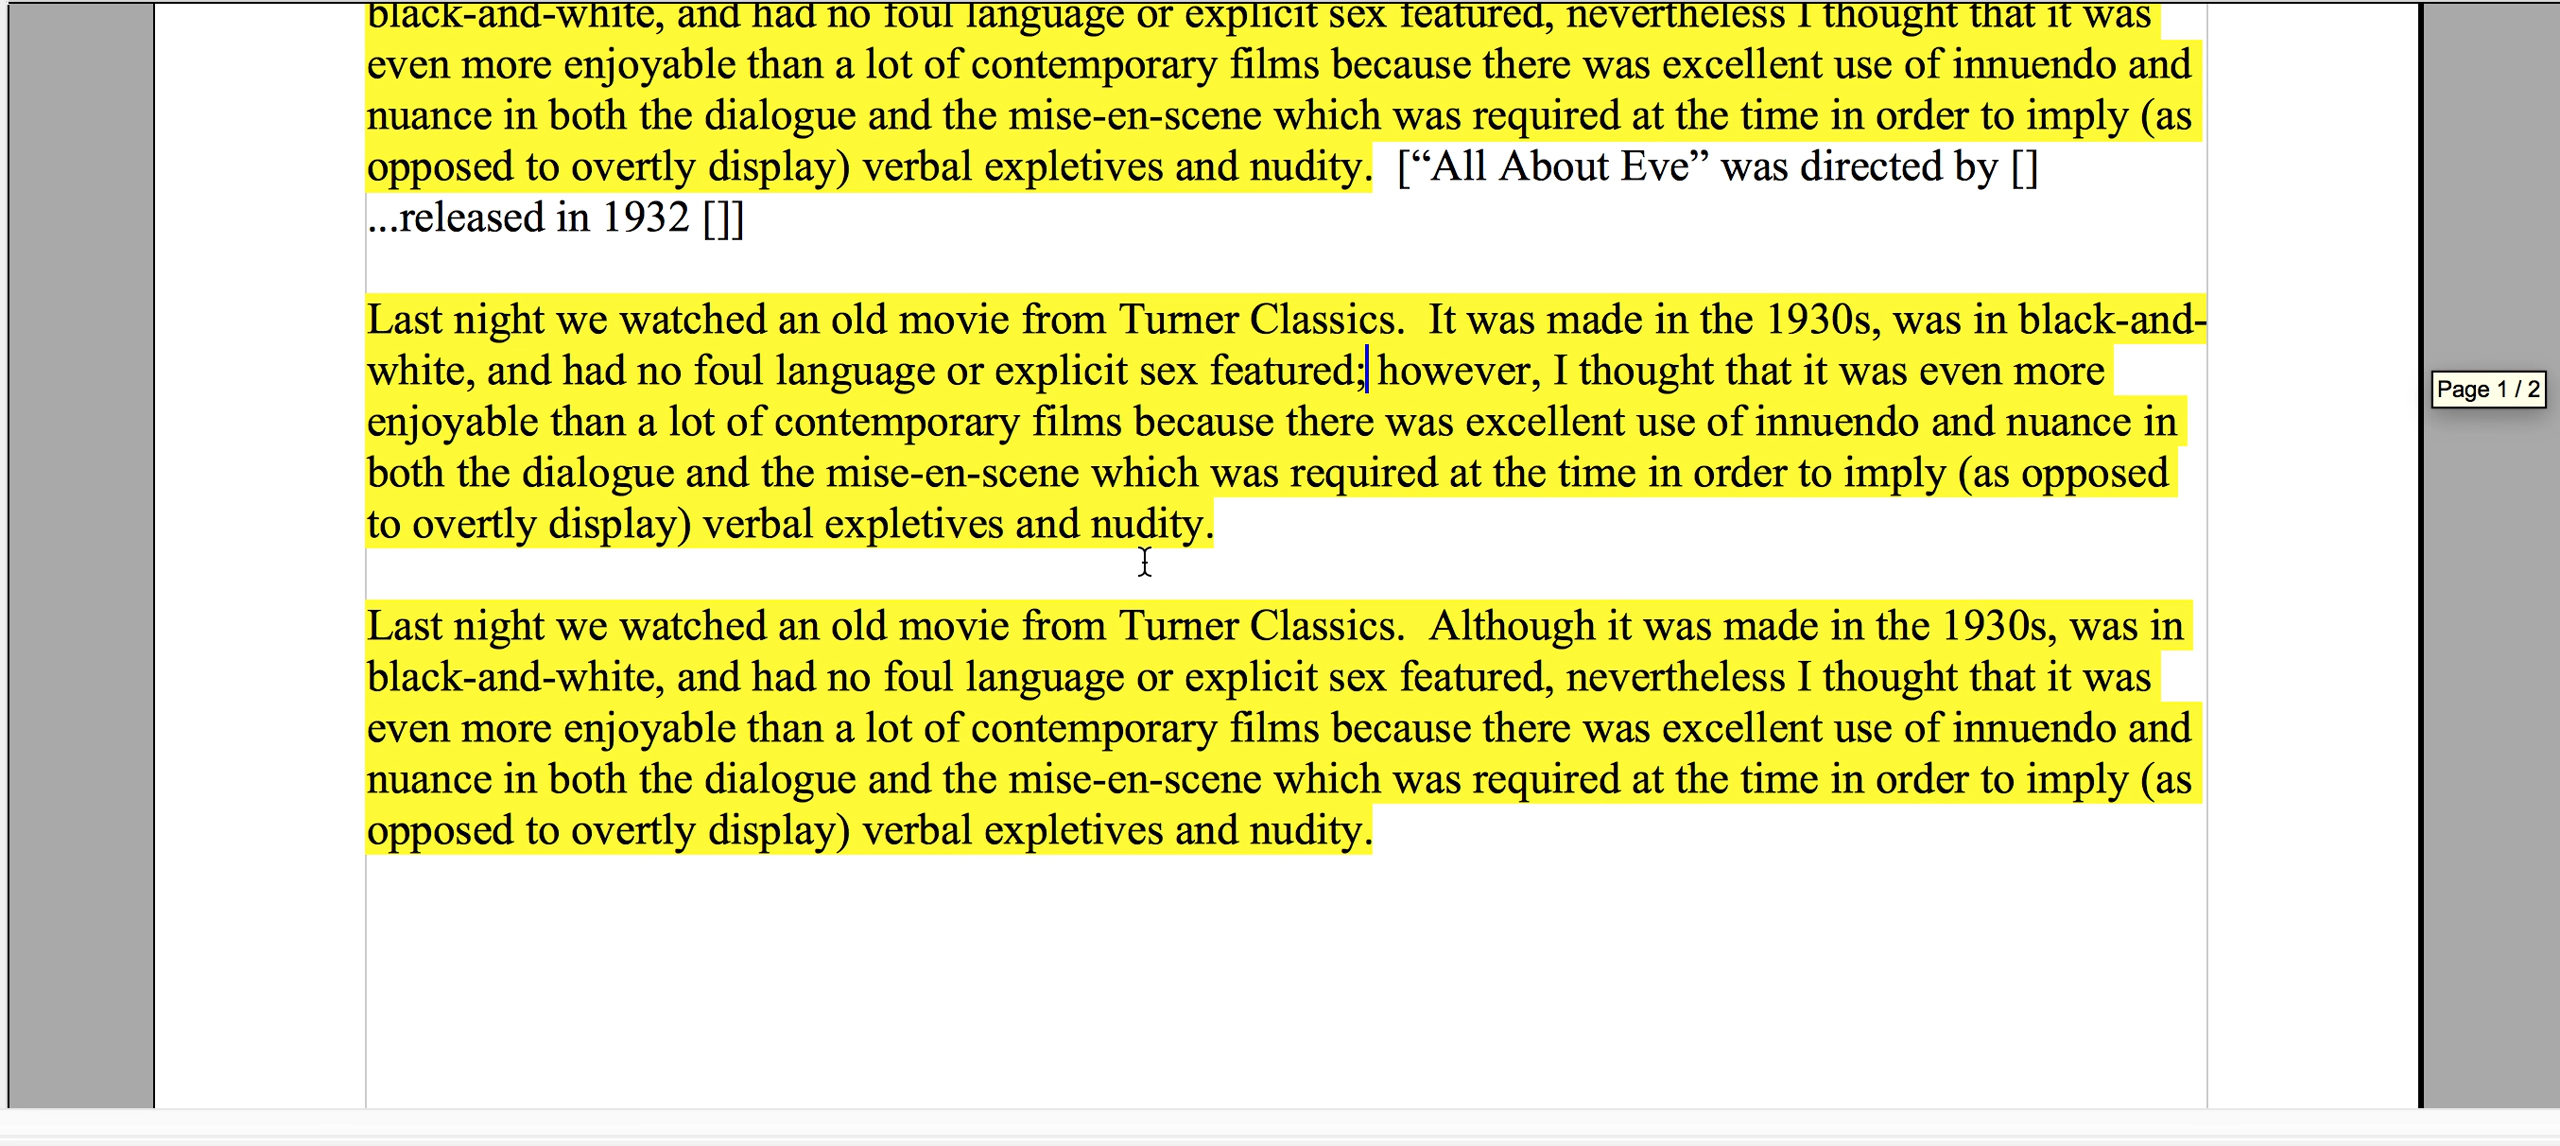 black-and-white, and had no foul language or explicit sex featured, nevertheless I thought that it was
even more enjoyable than a lot of contemporary films because there was excellent use of innuendo and
nuance in both the dialogue and the mise-en-scene which was required at the time in order to imply (as
opposed to overtly display) verbal expletives and nudity.  [“All About Eve” was directed by []
...released in 1932 []]
Last night we watched an old movie from Turner Classics.  It was made in the 1930s, was in black-and-
white, and had no foul language or explicit sex featured; however, I thought that it was even more
enjoyable than a lot of contemporary films because there was excellent use of innuendo and nuance in
both the dialogue and the mise-en-scene which was required at the time in order to imply (as opposed
to overtly display) verbal expletives and nudity.
Last night we watched an old movie from Turner Classics.  Although it was made in the 1930s, was in
black-and-white, and had no foul language or explicit sex featured, nevertheless I thought that it was
even more enjoyable than a lot of contemporary films because there was excellent use of innuendo and
nuance in both the dialogue and the mise-en-scene which was required at the time in order to imply (as
opposed to overtly display) verbal expletives and nudity.
Page 1 / 2